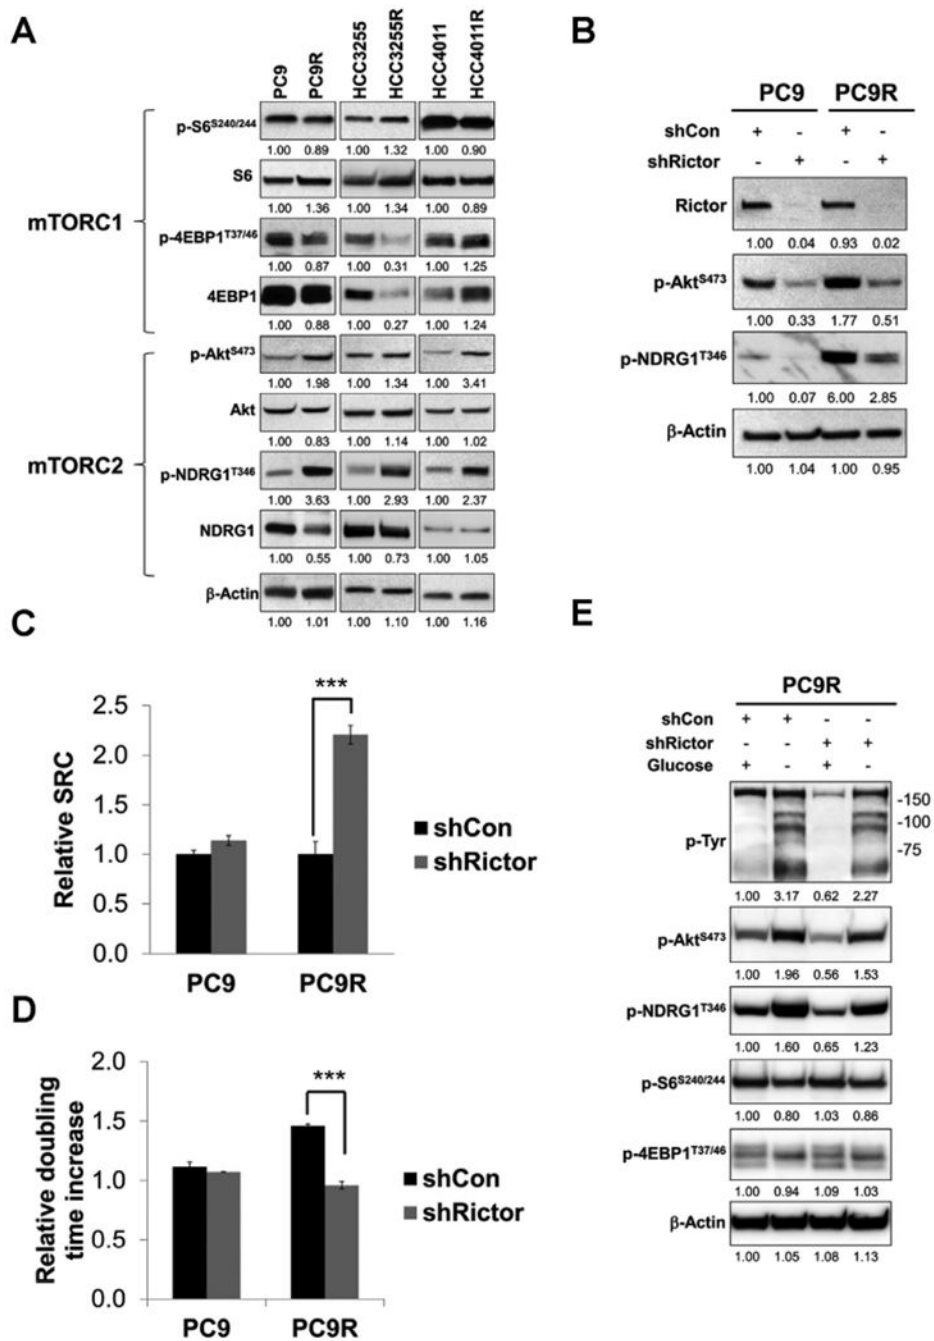 A
PC9
PC9R
HCC3255
HCC3255R
HCC4011
HCC4011R
mTORC1
p-S6S240/244
1.00 0.89 1.00 1.32 1.00 0.90
S6
1.00 1.36 1.00 1.34 1.00 0.89
p-4EBP1T37/46
1.00 0.87 1.00 0.31 1.00 1.25
4EBP1
1.00 0.88 1.00 0.27 1.00 1.24
mTORC2
p-AktS473
1.00 1.98 1.00 1.34 1.00 3.41
Akt
1.00 0.83 1.00 1.14 1.00 1.02
p-NDRG1T346
1.00 3.63 1.00 2.93 1.00 2.37
NDRG1
1.00 0.55 1.00 0.73 1.00 1.05
β-Actin
1.00 1.01 1.00 1.10 1.00 1.16
B
PC9 PC9R
shCon + - + -
shRictor - + - +
Rictor
1.00 0.04 0.93 0.02
p-AktS473
1.00 0.33 1.77 0.51
p-NDRG1T346
1.00 0.07 6.00 2.85
β-Actin
1.00 1.04 1.00 0.95
C
Relative SRC
2.5
2.0
1.5
1.0
0.5
0.0
***
PC9 PC9R
shCon
shRictor
D
Relative doubling
time increase
2.0
1.5
1.0
0.5
0.0
***
PC9 PC9R
shCon
shRictor
E
PC9R
shCon + + - -
shRictor - - + +
Glucose + - + -
p-Tyr
-150
-100
-75
1.00 3.17 0.62 2.27
p-AktS473
1.00 1.96 0.56 1.53
p-NDRG1T346
1.00 1.60 0.65 1.23
p-S6S240/244
1.00 0.80 1.03 0.86
p-4EBP1T37/46
1.00 0.94 1.09 1.03
β-Actin
1.00 1.05 1.08 1.13